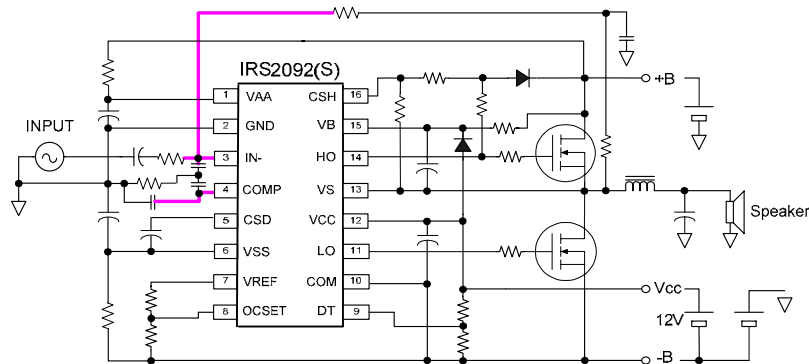 IRS2092(S)
INPUT
1 VAA CSH 16
2 GND VB 15
3 IN- HO 14
4 COMP VS 13
5 CSD VCC 12
6 VSS LO 11
7 VREF COM 10
8 OCSET DT 9
+B
Speaker
Vcc
12V
-B